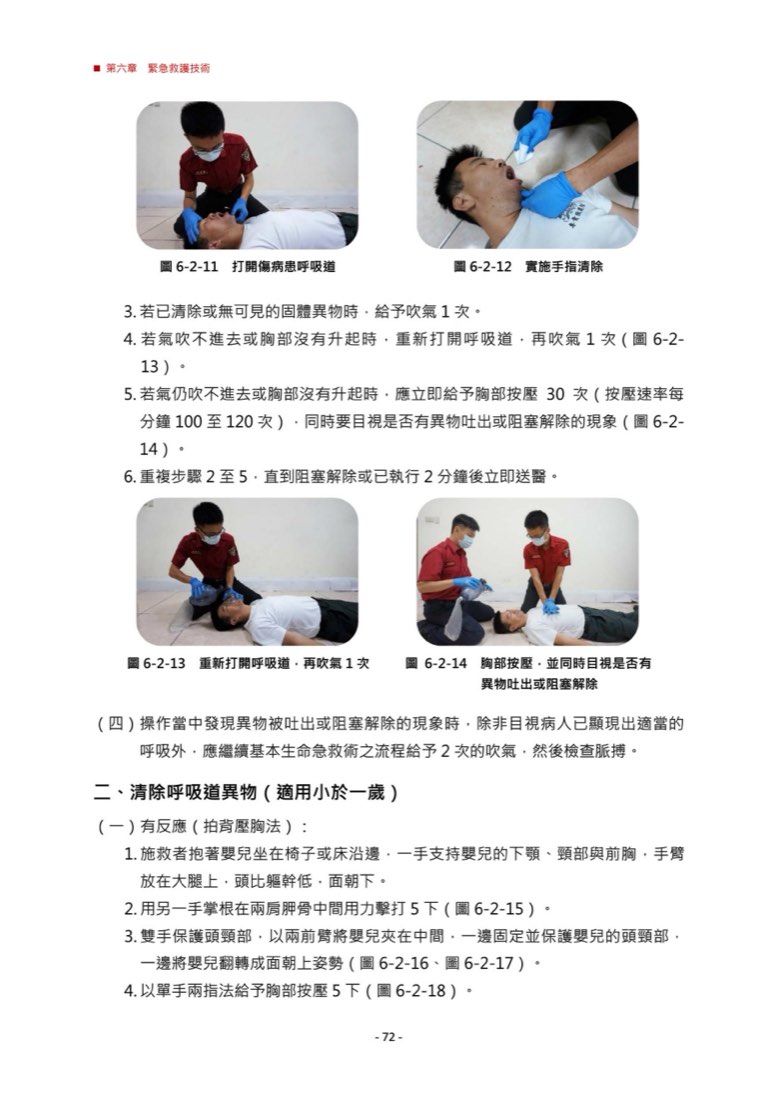 ■ 第六章　緊急救護技術
圖 6-2-11　打開傷病患呼吸道
圖 6-2-12　實施手指清除
3. 若已清除或無可見的固體異物時，給予吹氣 1 次。
4. 若氣吹不進去或胸部沒有升起時，重新打開呼吸道，再吹氣 1 次（圖 6-2-
13）。
5. 若氣仍吹不進去或胸部沒有升起時，應立即給予胸部按壓 30 次（按壓速率每
分鐘 100 至 120 次），同時要目視是否有異物吐出或阻塞解除的現象（圖 6-2-
14）。
6. 重複步驟 2 至 5，直到阻塞解除或已執行 2 分鐘後立即送醫。
圖 6-2-13　重新打開呼吸道，再吹氣 1 次
圖 6-2-14　胸部按壓，並同時目視是否有
異物吐出或阻塞解除
（四）操作當中發現異物被吐出或阻塞解除的現象時，除非目視病人已顯現出適當的
呼吸外，應繼續基本生命急救術之流程給予 2 次的吹氣，然後檢查脈搏。
二、清除呼吸道異物（適用小於一歲）
（一）有反應（拍背壓胸法）：
1. 施救者抱著嬰兒坐在椅子或床沿邊，一手支持嬰兒的下顎、頸部與前胸，手臂
放在大腿上，頭比軀幹低，面朝下。
2. 用另一手掌根在兩肩胛骨中間用力擊打 5 下（圖 6-2-15）。
3. 雙手保護頭頸部，以兩前臂將嬰兒夾在中間，一邊固定並保護嬰兒的頭頸部，
一邊將嬰兒翻轉成面朝上姿勢（圖 6-2-16、圖 6-2-17）。
4. 以單手兩指法給予胸部按壓 5 下（圖 6-2-18）。
- 72 -